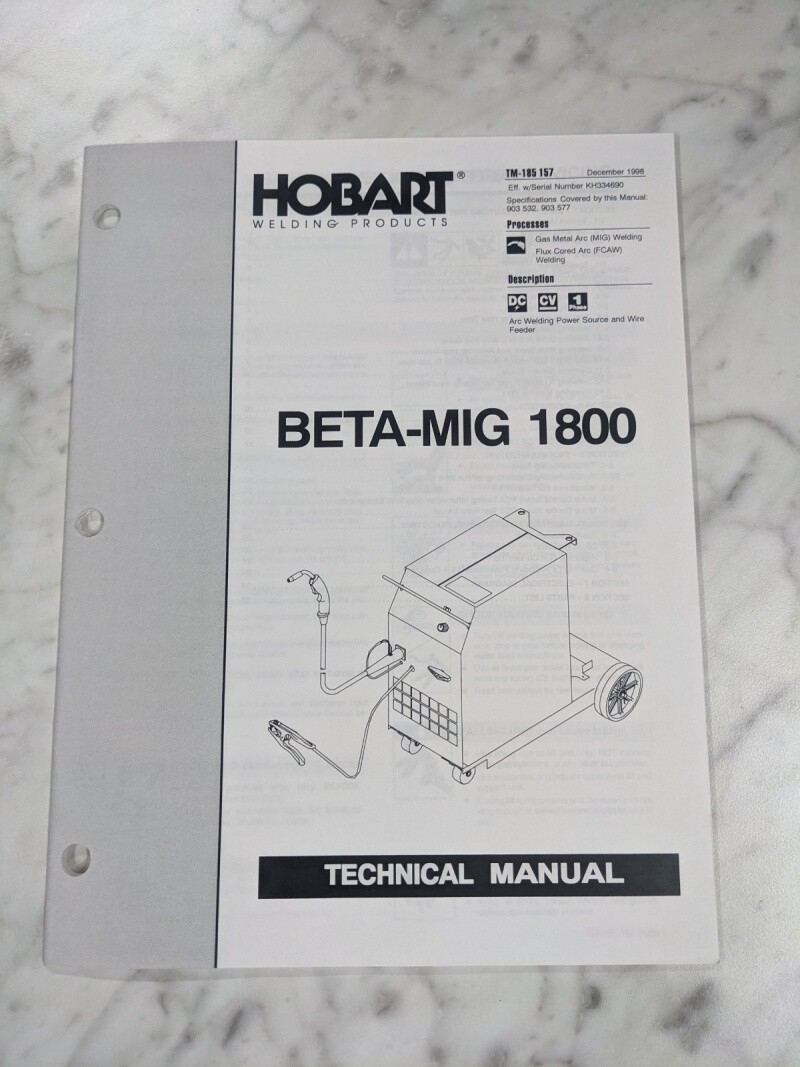 HOBART®
WELDING PRODUCTS
TM-185 157 December 1998
Eff. w/Serial Number KH334690
Specifications Covered by this Manual:
903 532, 903 577
Processes
Gas Metal Arc (MIG) Welding
Flux Cored Arc (FCAW)
Welding
Description
DC CV 1 Phase
Arc Welding Power Source and Wire
Feeder
BETA-MIG 1800
TECHNICAL MANUAL